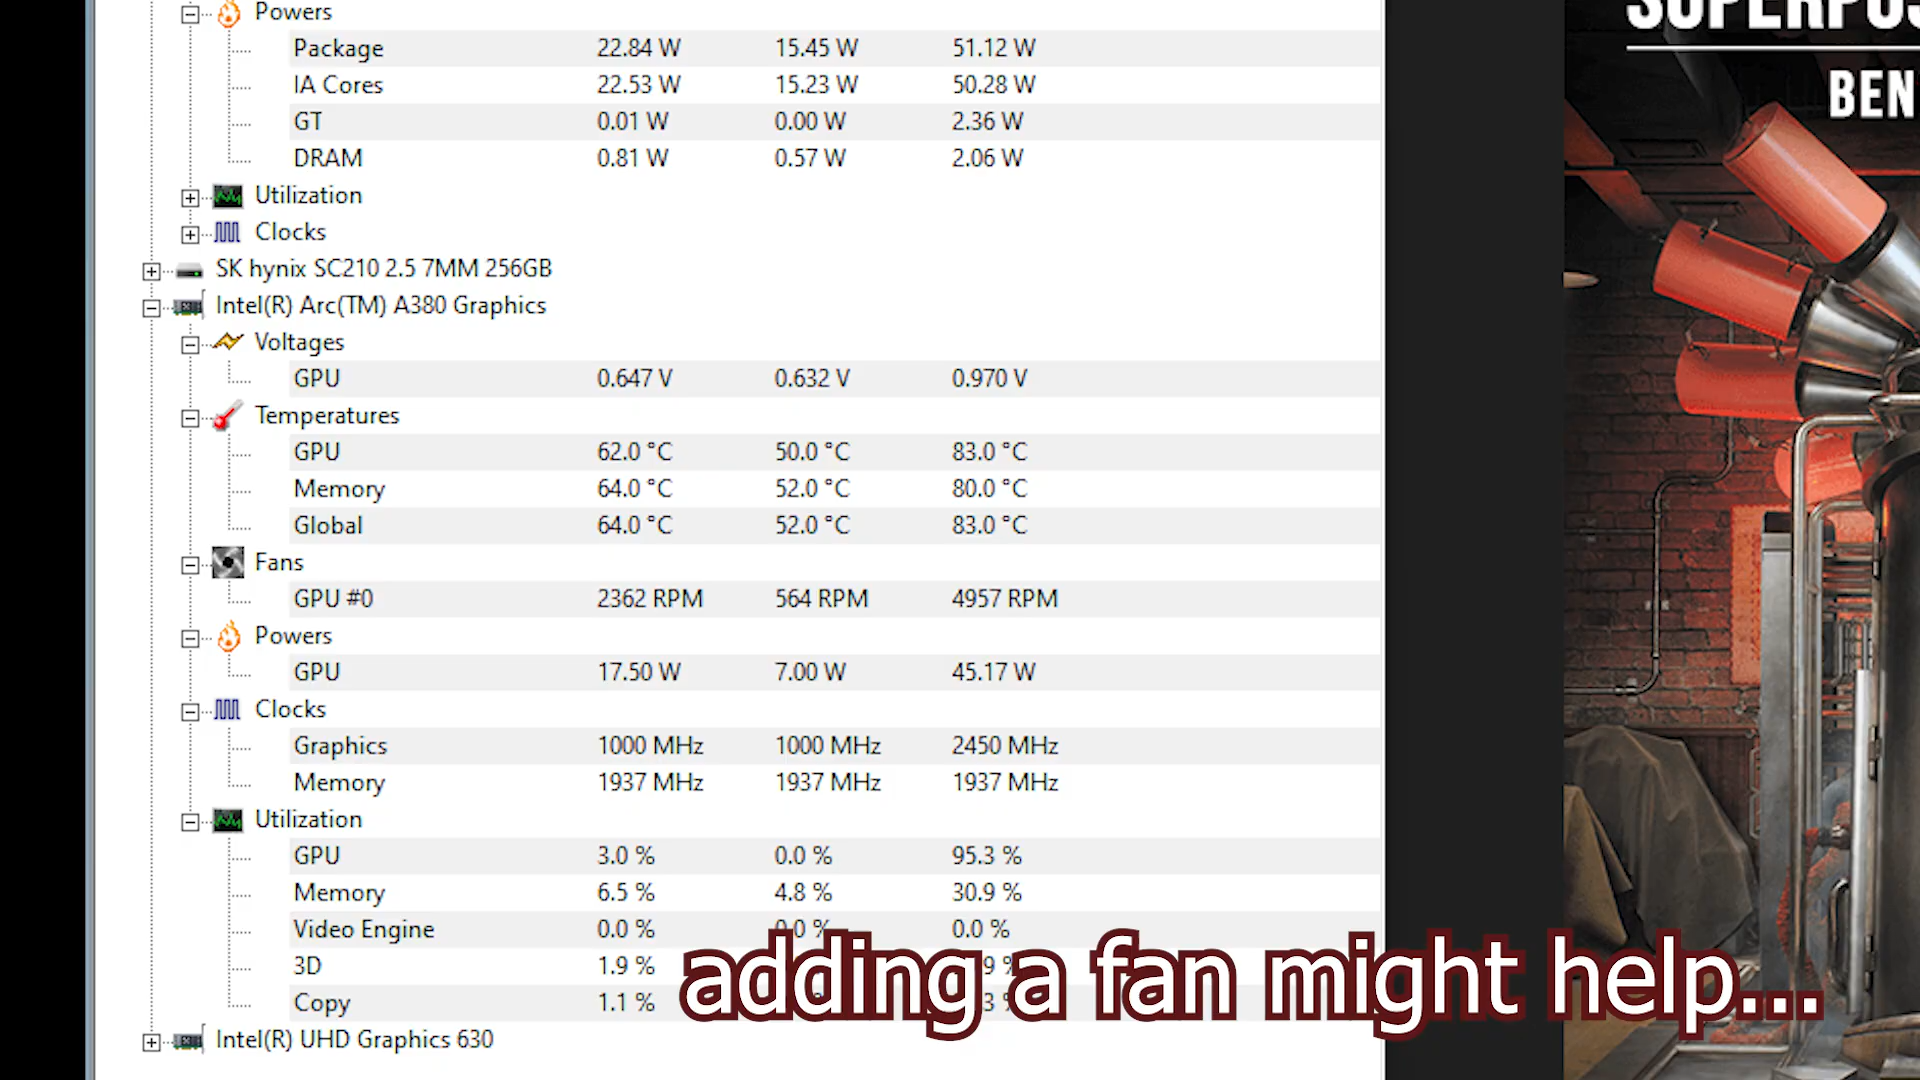 Powers
Package 22.84 W 15.45 W 51.12 W
IA Cores 22.53 W 15.23 W 50.28 W
GT 0.01 W 0.00 W 2.36 W
DRAM 0.81 W 0.57 W 2.06 W
Utilization
Clocks
SK hynix SC210 2.5 7MM 256GB
Intel(R) Arc(TM) A380 Graphics
Voltages
GPU 0.647 V 0.632 V 0.970 V
Temperatures
GPU 62.0 °C 50.0 °C 83.0 °C
Memory 64.0 °C 52.0 °C 80.0 °C
Global 64.0 °C 52.0 °C 83.0 °C
Fans
GPU #0 2362 RPM 564 RPM 4957 RPM
Powers
GPU 17.50 W 7.00 W 45.17 W
Clocks
Graphics 1000 MHz 1000 MHz 2450 MHz
Memory 1937 MHz 1937 MHz 1937 MHz
Utilization
GPU 3.0 % 0.0 % 95.3 %
Memory 6.5 % 4.8 % 30.9 %
Video Engine 0.0 % 0.0 % 0.0 %
3D 1.9 %
Copy 1.1 %
Intel(R) UHD Graphics 630
adding a fan might help...
BEN